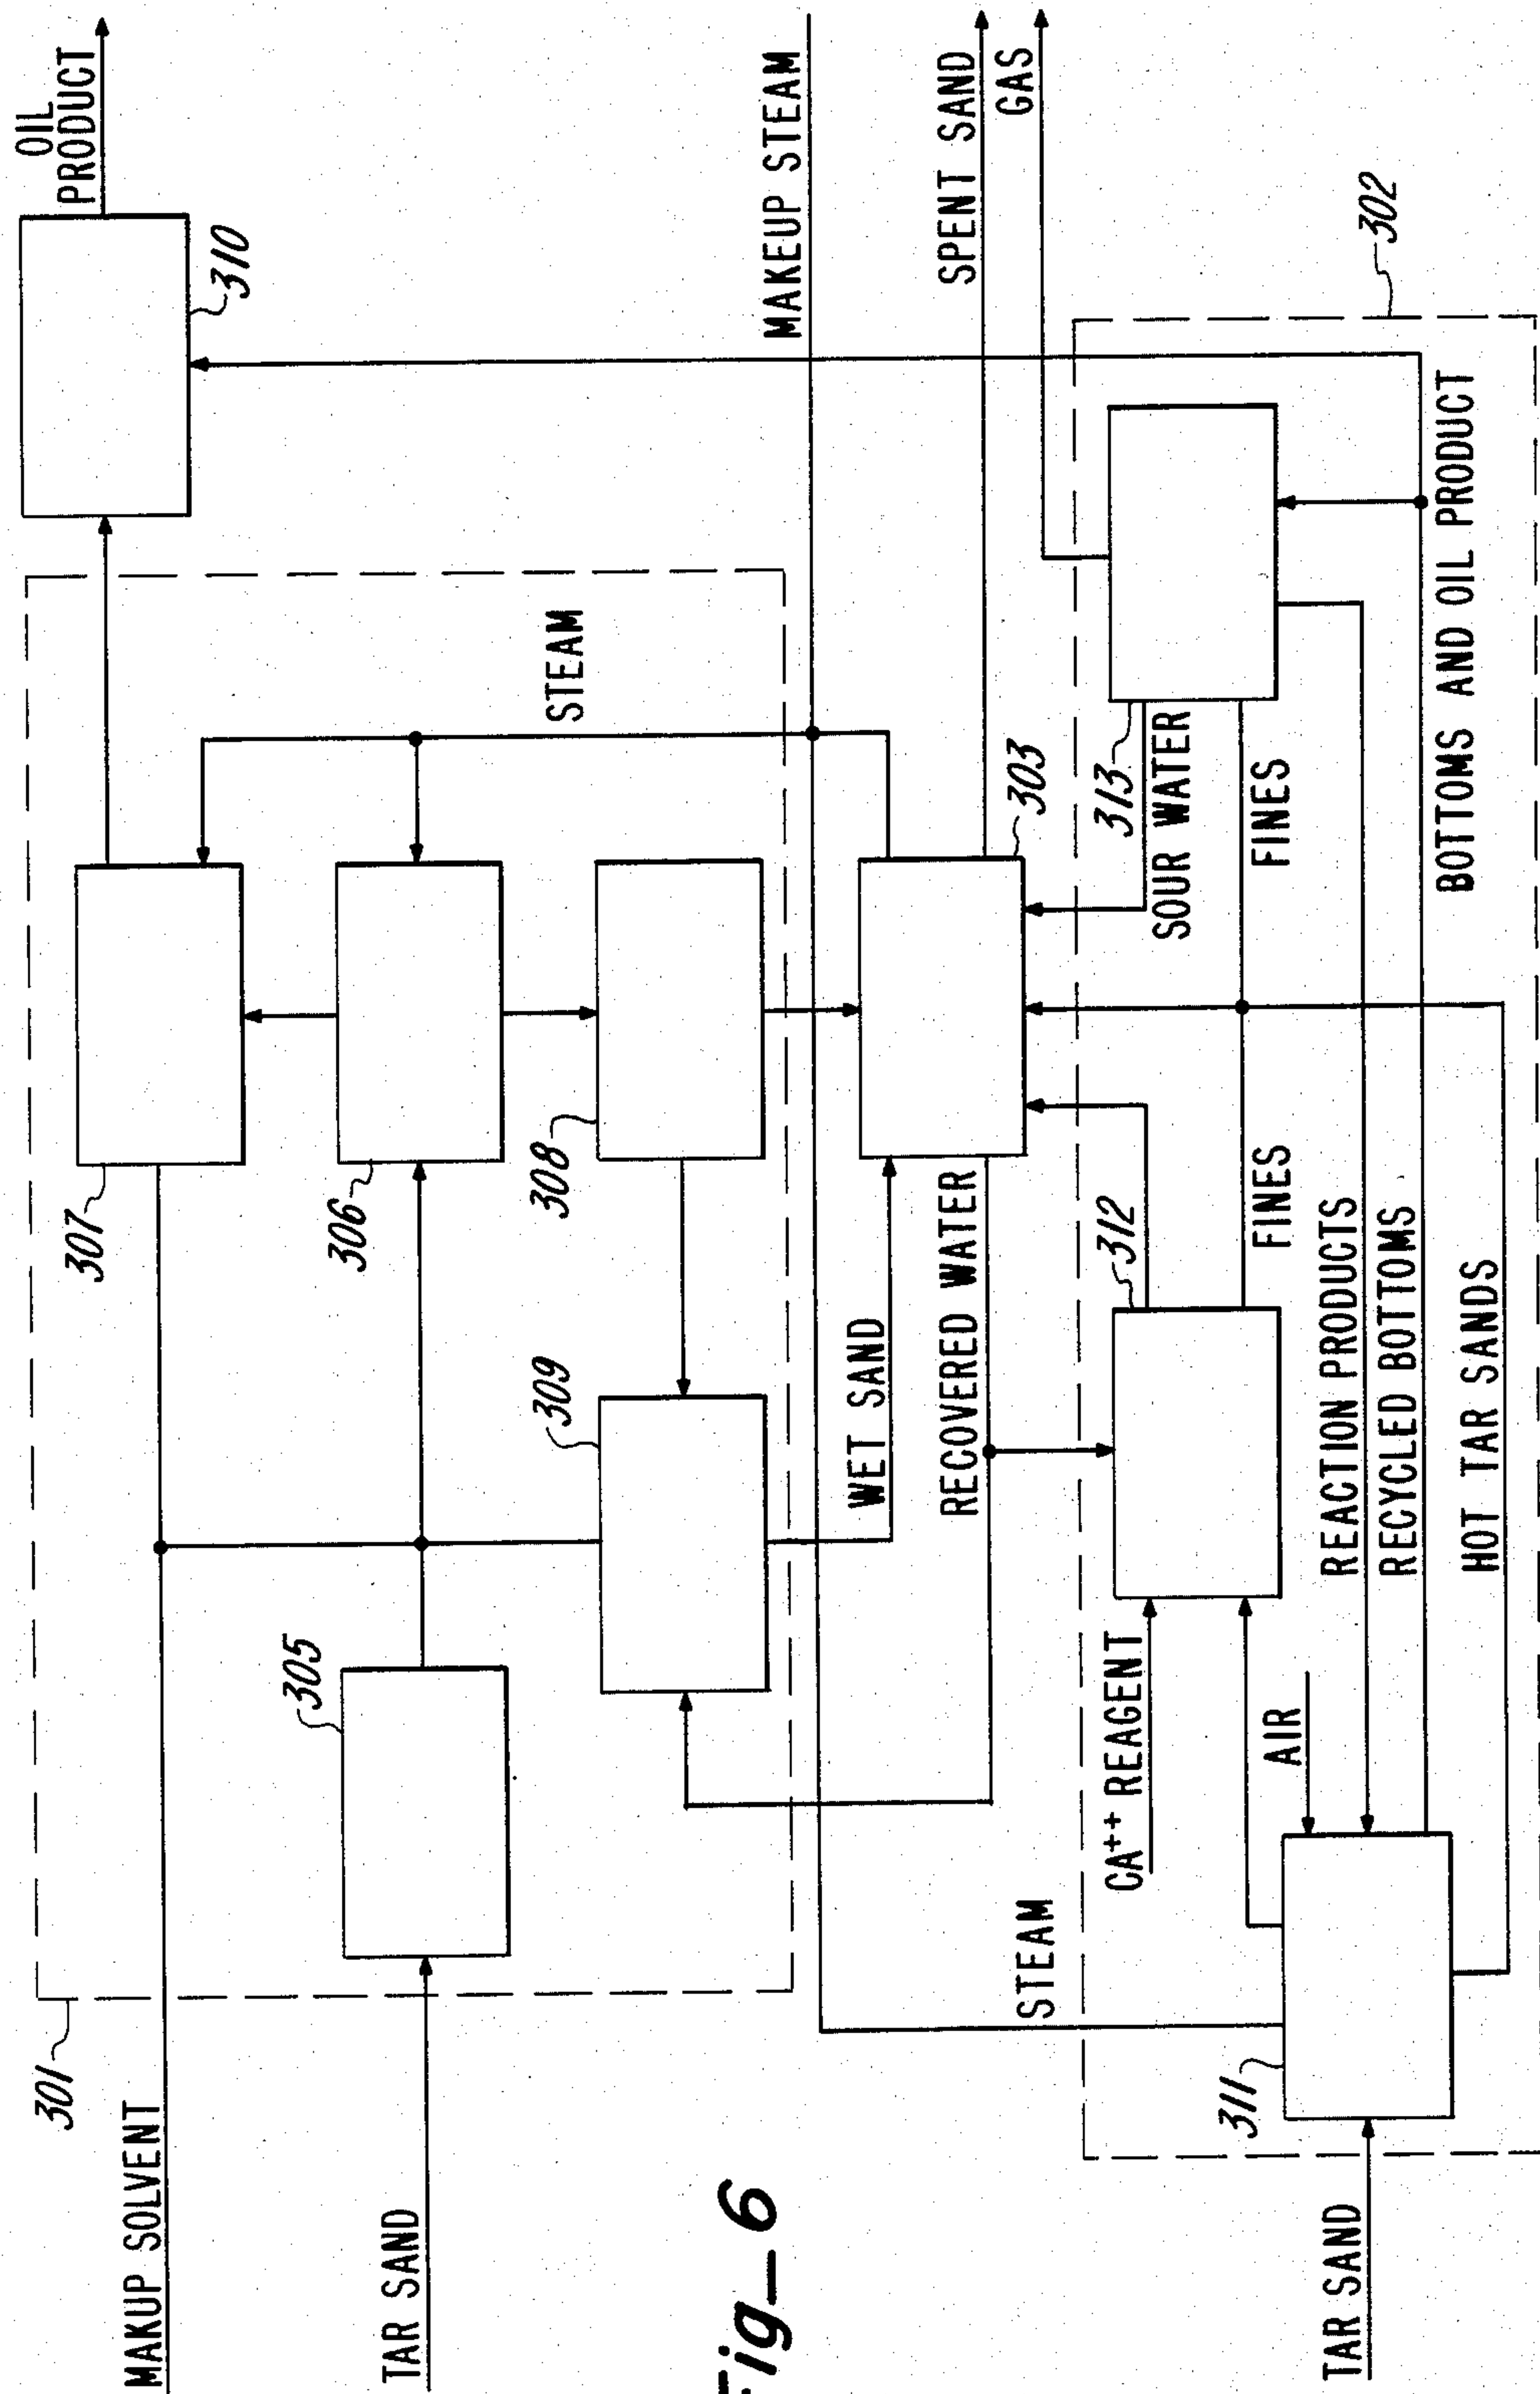 MAKUP SOLVENT
301
307
310
OIL
PRODUCT
TAR SAND
305
306
STEAM
309
308
Fig_6
MAKEUP STEAM
WET SAND
RECOVERED WATER
303
SPENT SAND
GAS
STEAM
CA++ REAGENT
312
313
SOUR WATER
FINES
FINES
302
311
AIR
REACTION PRODUCTS
RECYCLED BOTTOMS
TAR SAND
BOTTOMS AND OIL PRODUCT
HOT TAR SANDS